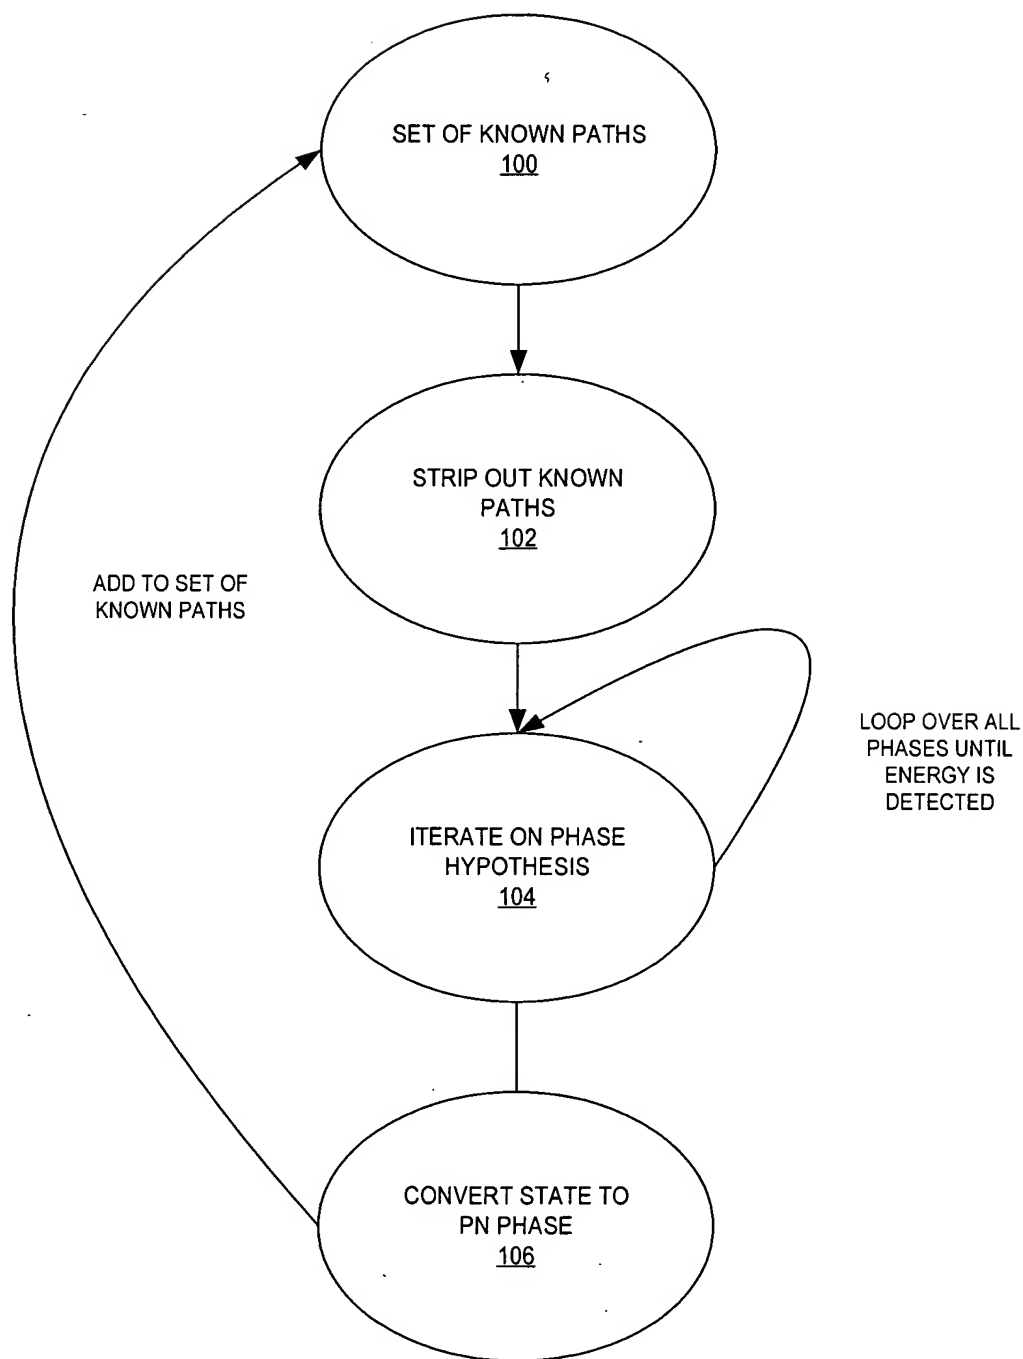 SET OF KNOWN PATHS
100
STRIP OUT KNOWN
PATHS
102
ADD TO SET OF
KNOWN PATHS
LOOP OVER ALL
PHASES UNTIL
ENERGY IS
DETECTED
ITERATE ON PHASE
HYPOTHESIS
104
CONVERT STATE TO
PN PHASE
106